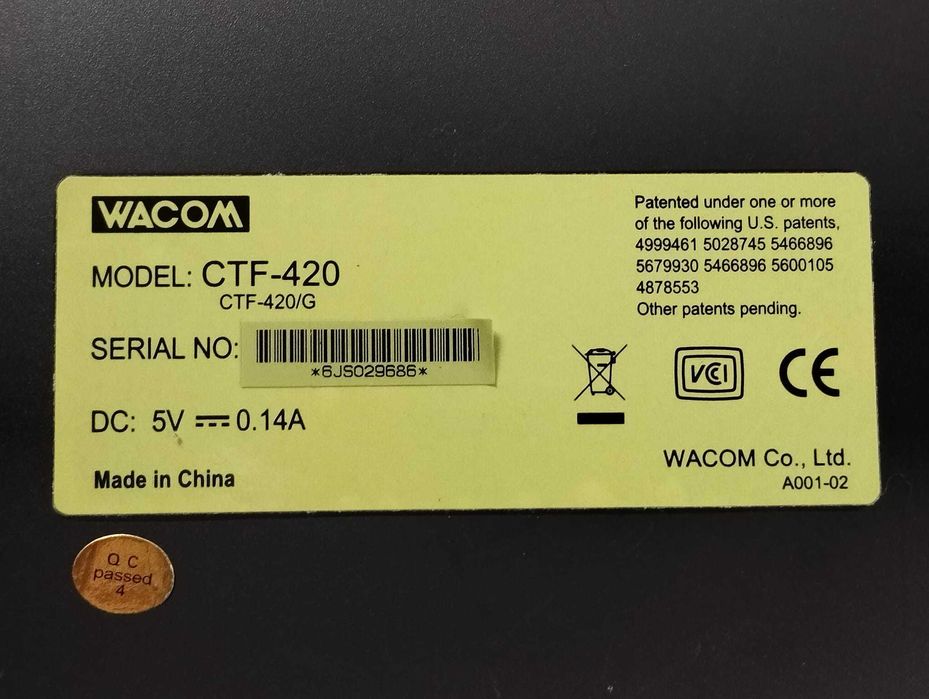 WACOM
MODEL: CTF-420
CTF-420/G
SERIAL NO:
*6JS029686*
DC: 5V ⎓ 0.14A
Made in China
Patented under one or more
of the following U.S. patents,
4999461 5028745 5466896
5679930 5466896 5600105
4878553
Other patents pending.
VCCI
CE
WACOM Co., Ltd.
A001-02
Q C
passed
4